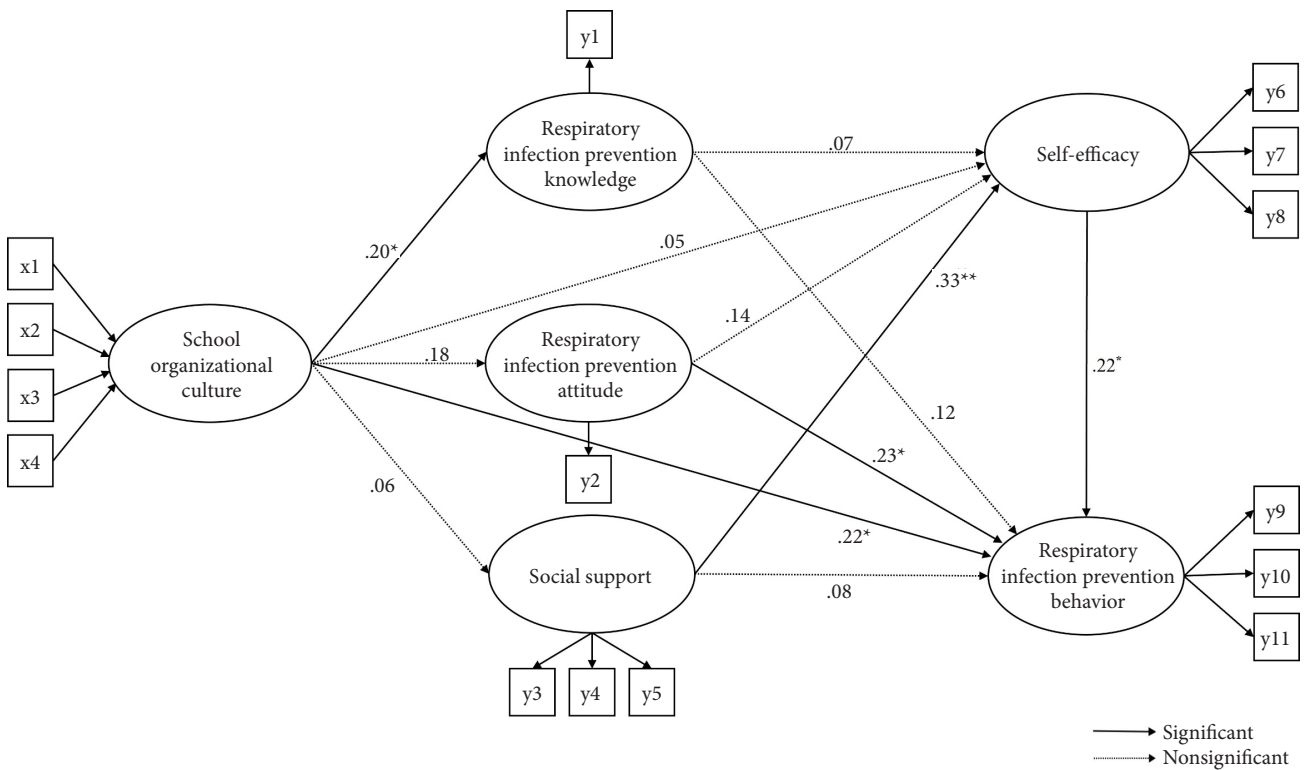 y1
Respiratory
infection prevention
knowledge
.07
Self-efficacy
y6
y7
y8
.20*
.05
.33**
x1
x2
x3
x4
School
organizational
culture
.18
.14
Respiratory
infection prevention
attitude
.22*
.12
.23*
y2
.06
.22*
Social support
.08
Respiratory
infection prevention
behavior
y9
y10
y11
y3
y4
y5
Significant
Nonsignificant